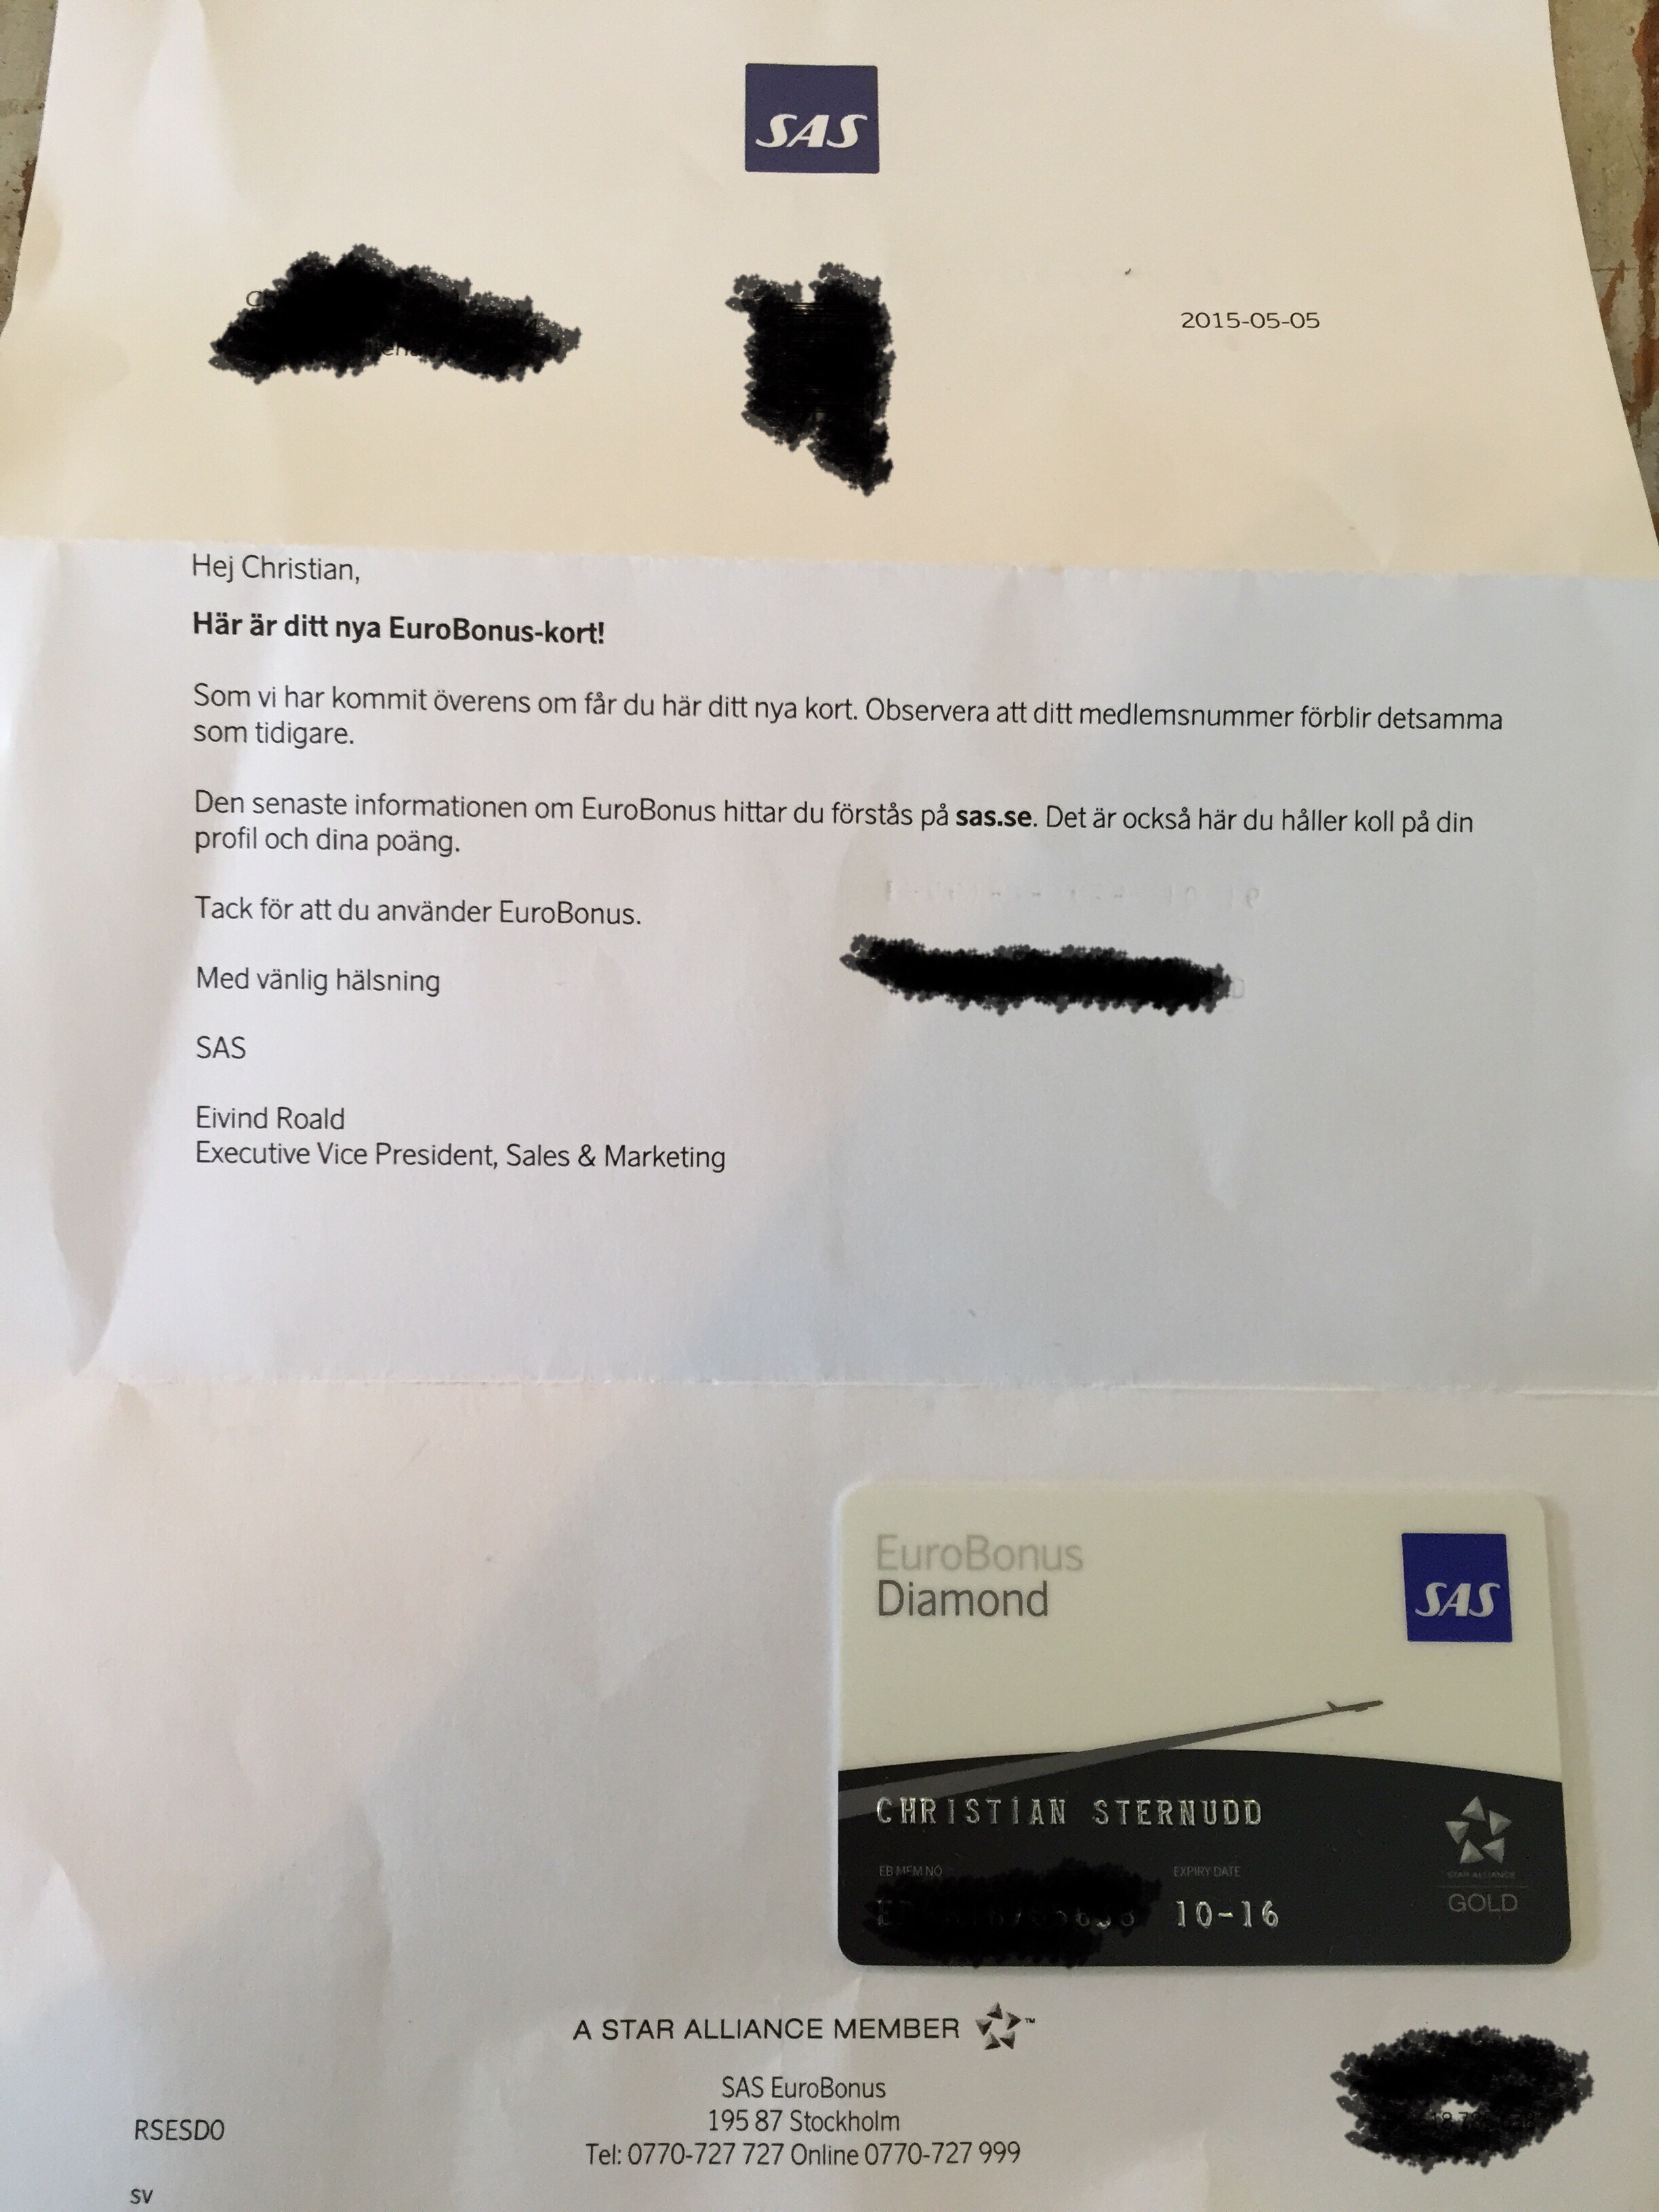 SAS
2015-05-05
Hej Christian,
Här är ditt nya EuroBonus-kort!
Som vi har kommit överens om får du här ditt nya kort. Observera att ditt medlemsnummer förblir detsamma
som tidigare.
Den senaste informationen om EuroBonus hittar du förstås på sas.se. Det är också här du håller koll på din
profil och dina poäng.
Tack för att du använder EuroBonus.
Med vänlig hälsning
SAS
Eivind Roald
Executive Vice President, Sales & Marketing
EuroBonus
Diamond
SAS
CHRISTIAN STERNUDD
EB MEM NO
EXPIRY DATE
10-16
STAR ALLIANCE
GOLD
A STAR ALLIANCE MEMBER ™
SAS EuroBonus
195 87 Stockholm
Tel: 0770-727 727 Online 0770-727 999
RSESDO
SV